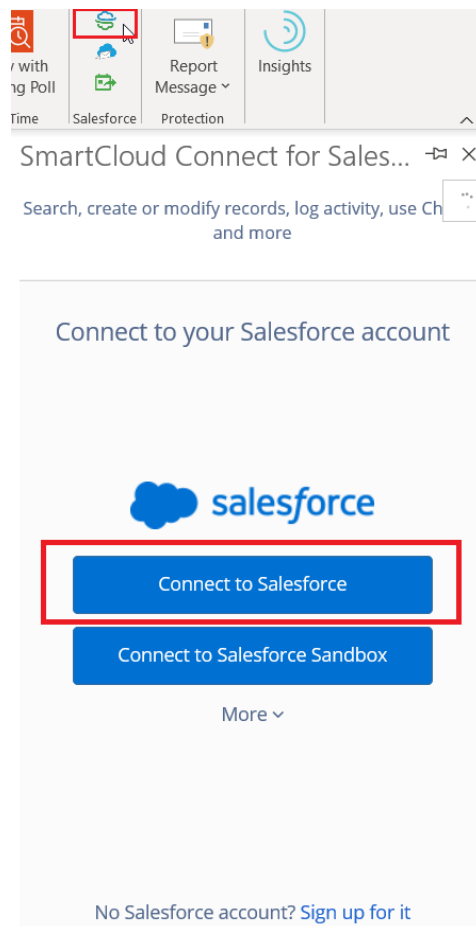 with Report Insights
ng Poll Message
Time Salesforce Protection
SmartCloud Connect for Sales...
Search, create or modify records, log activity, use Ch
and more
Connect to your Salesforce account
salesforce
Connect to Salesforce
Connect to Salesforce Sandbox
More
No Salesforce account? Sign up for it